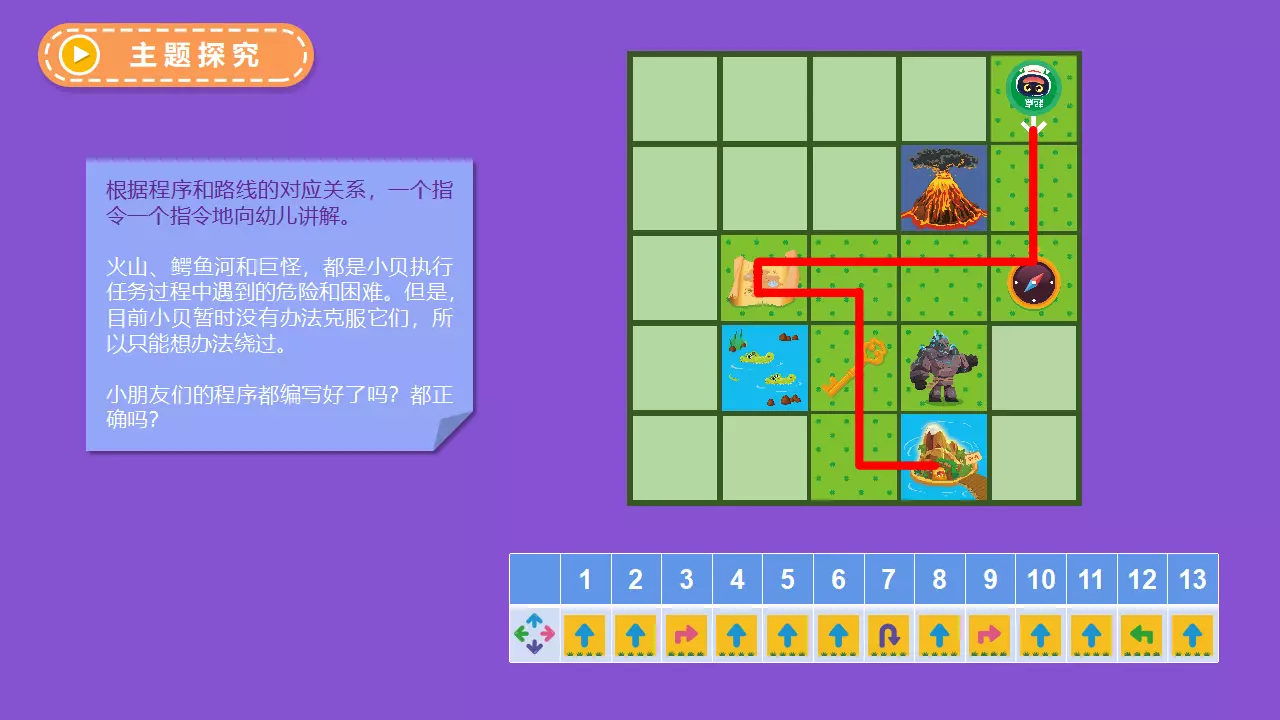 主题探究
根据程序和路线的对应关系，一个指
令一个指令地向幼儿讲解。
火山、鳄鱼河和巨怪，都是小贝执行
任务过程中遇到的危险和困难。但是，
目前小贝暂时没有办法克服它们，所
以只能想办法绕过。
小朋友们的程序都编写好了吗？都正
确吗？
1 2 3 4 5 6 7 8 9 10 11 12 13